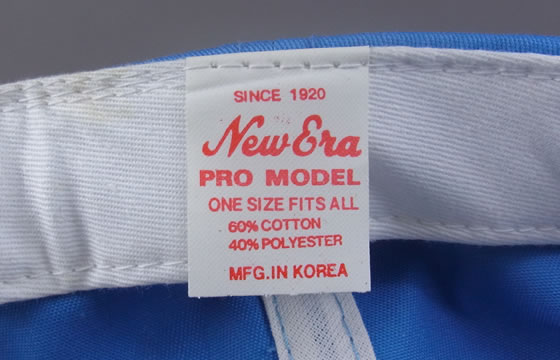 SINCE 1920
New Era
PRO MODEL
ONE SIZE FITS ALL
60% COTTON
40% POLYESTER
MFG.IN KOREA